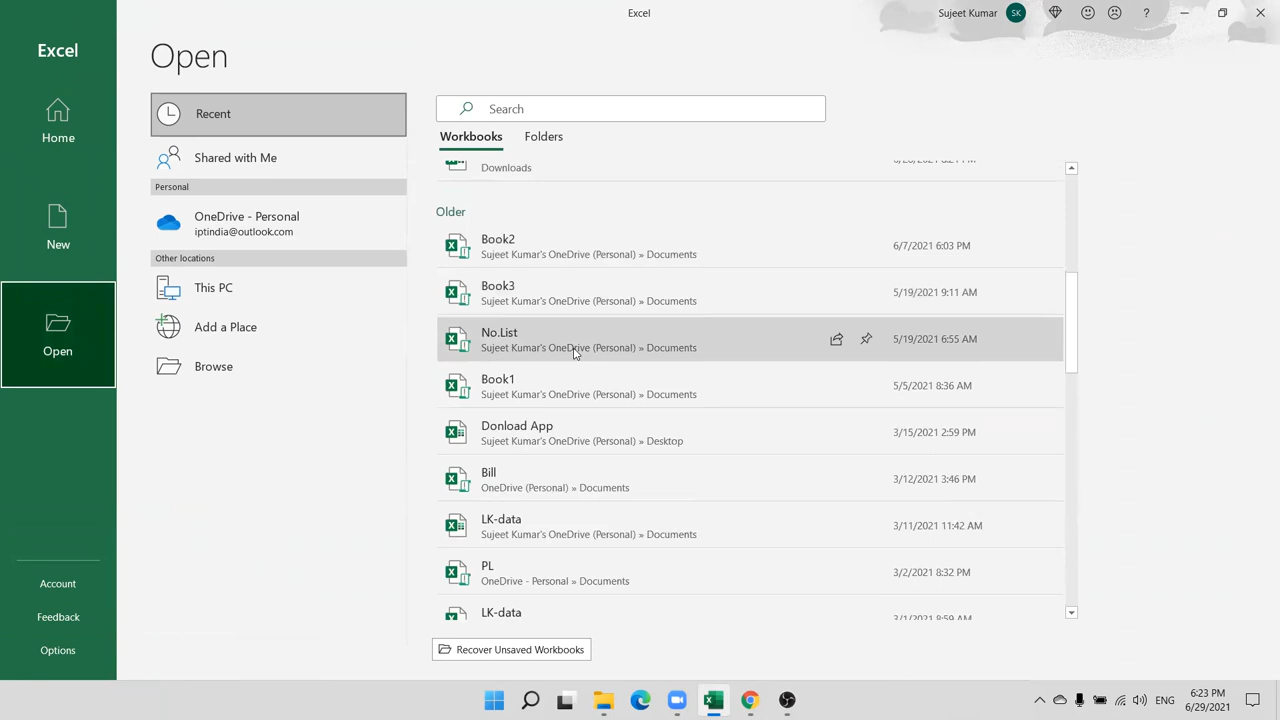 Excel
Sujeet Kumar
SK
?
Excel
Home
New
Open
Account
Feedback
Options
Open
Recent
Shared with Me
Personal
OneDrive - Personal
iptindia@outlook.com
Other locations
This PC
Add a Place
Browse
Search
Workbooks
Folders
Downloads
Older
Book2
Sujeet Kumar's OneDrive (Personal) » Documents
6/7/2021 6:03 PM
Book3
Sujeet Kumar's OneDrive (Personal) » Documents
5/19/2021 9:11 AM
No.List
Sujeet Kumar's OneDrive (Personal) » Documents
5/19/2021 6:55 AM
Book1
Sujeet Kumar's OneDrive (Personal) » Documents
5/5/2021 8:36 AM
Donload App
Sujeet Kumar's OneDrive (Personal) » Desktop
3/15/2021 2:59 PM
Bill
OneDrive (Personal) » Documents
3/12/2021 3:46 PM
LK-data
Sujeet Kumar's OneDrive (Personal) » Documents
3/11/2021 11:42 AM
PL
OneDrive - Personal » Documents
3/2/2021 8:32 PM
LK-data
3/1/2021 8:59 AM
Recover Unsaved Workbooks
ENG
6:23 PM
6/29/2021